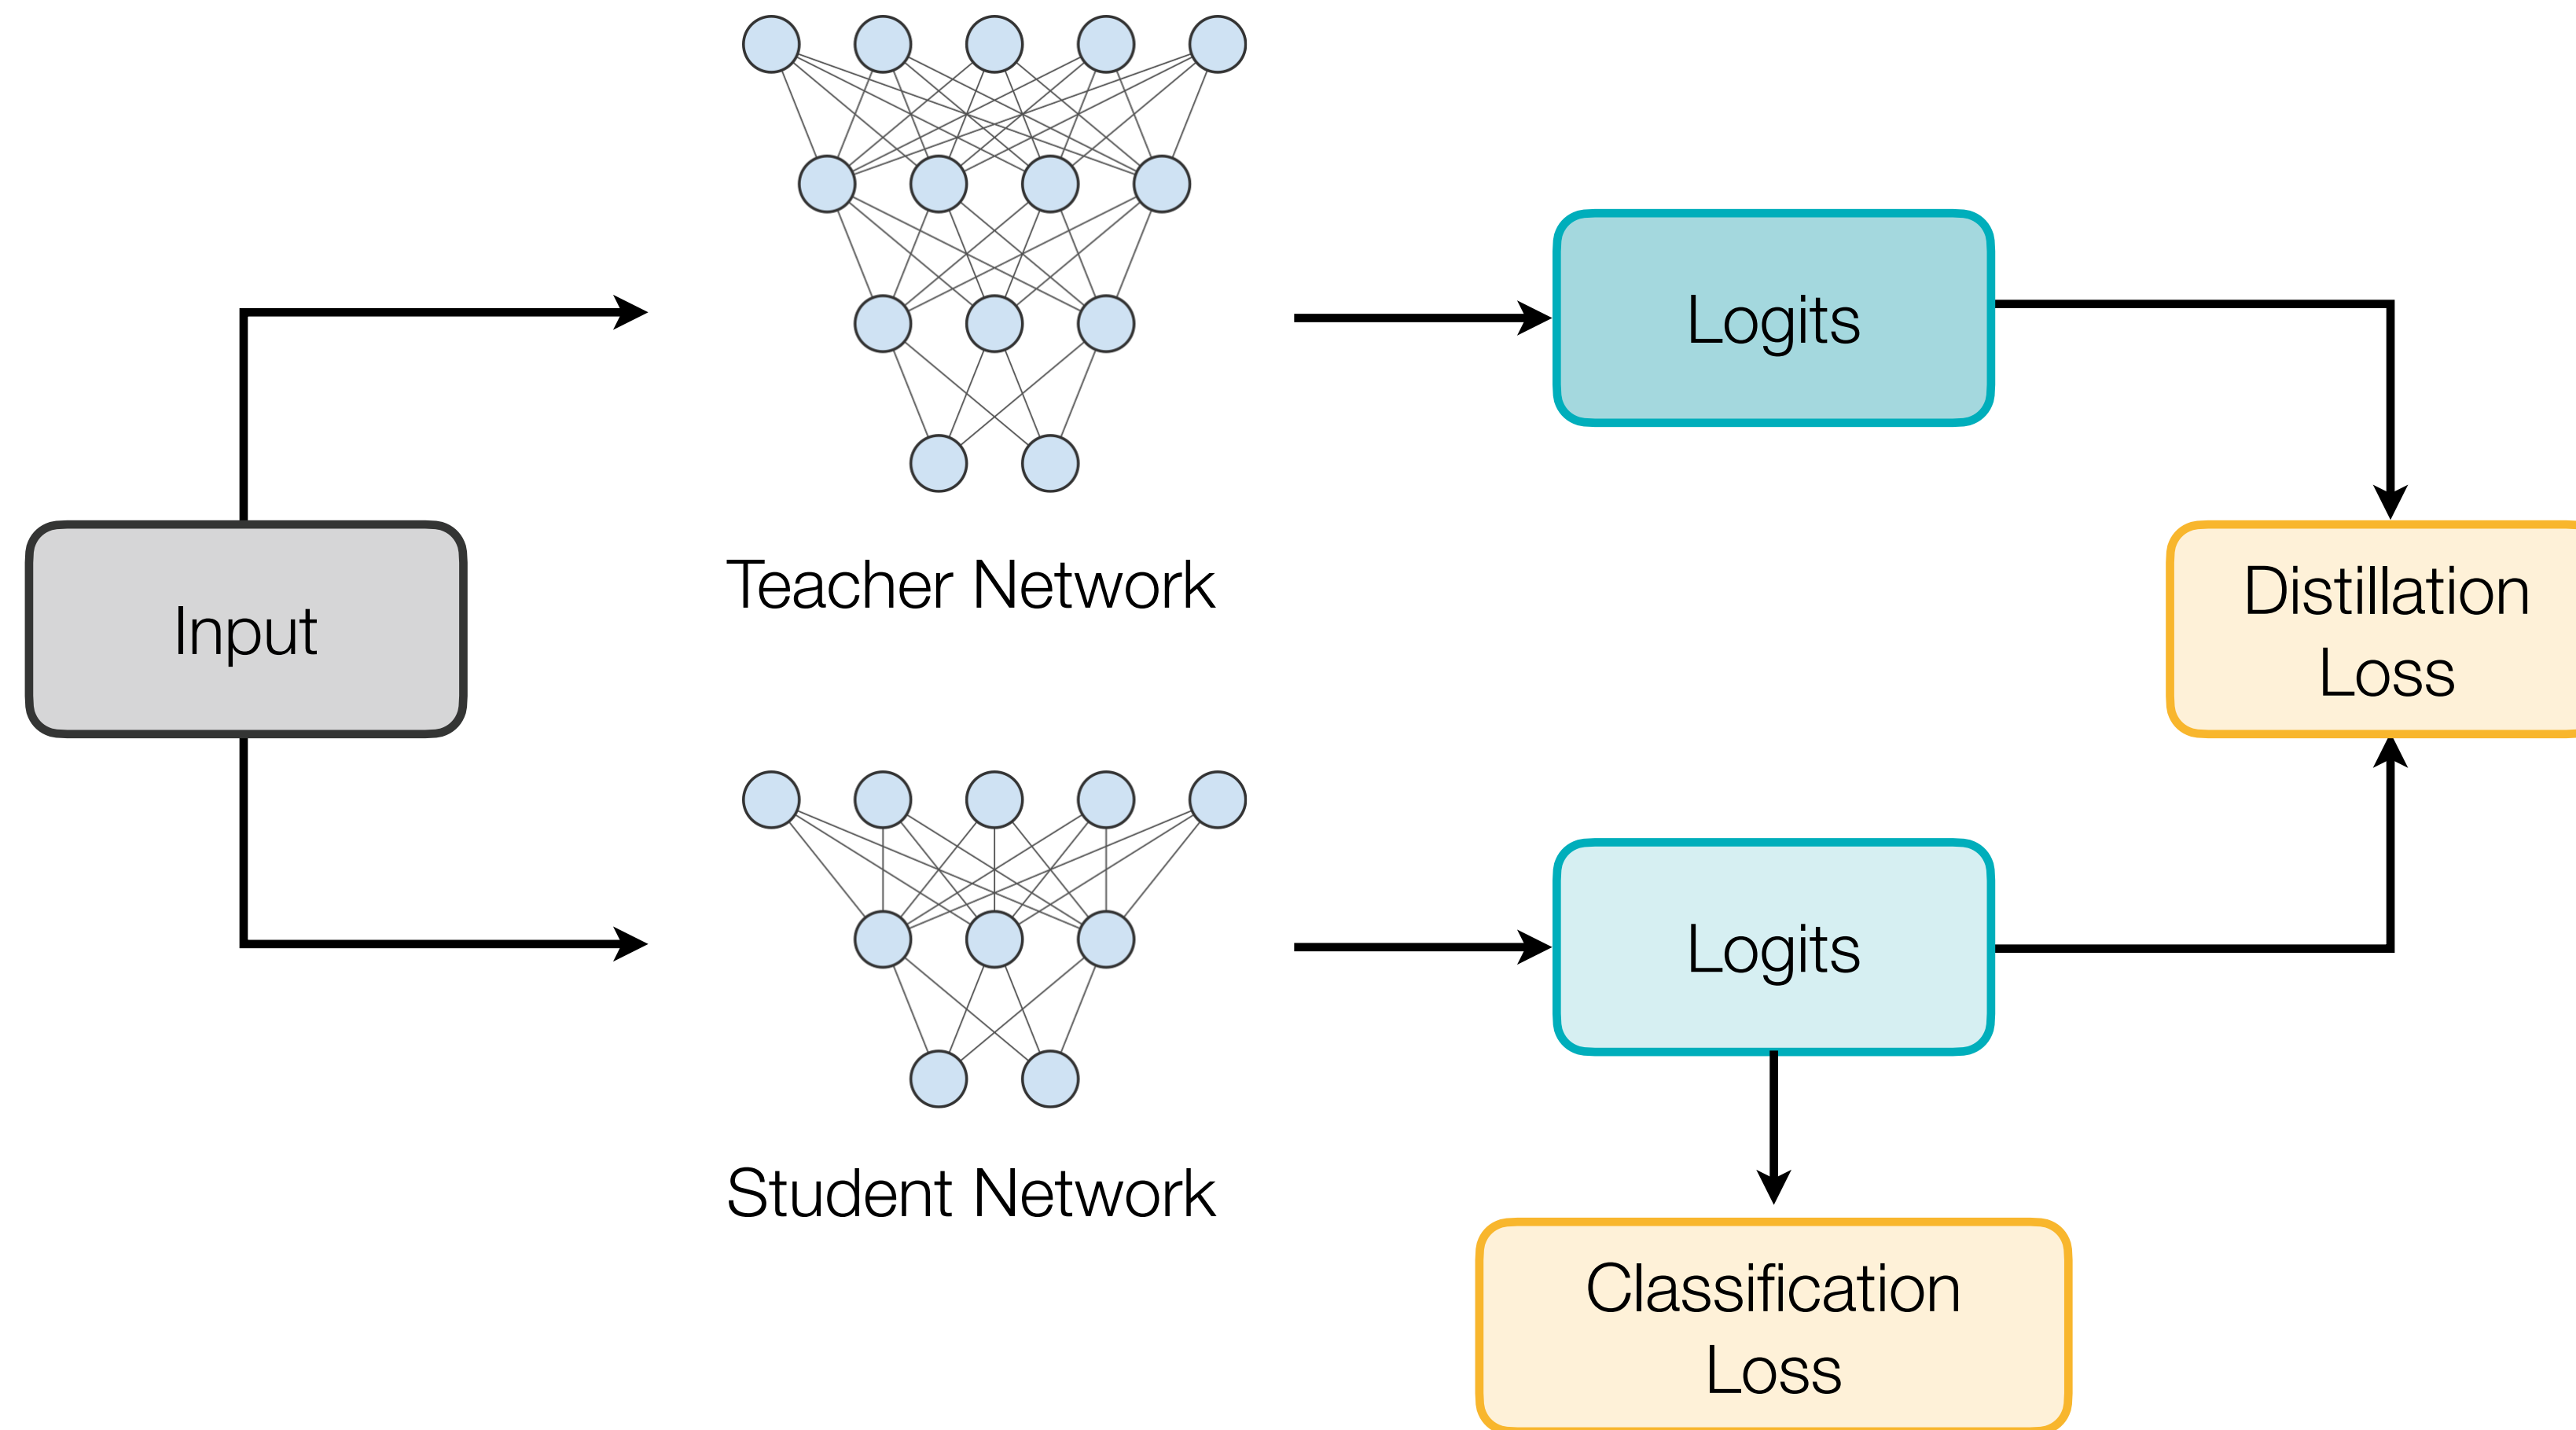 Logits
Teacher Network
Input
Distillation
Loss
Logits
Student Network
Classification
Loss